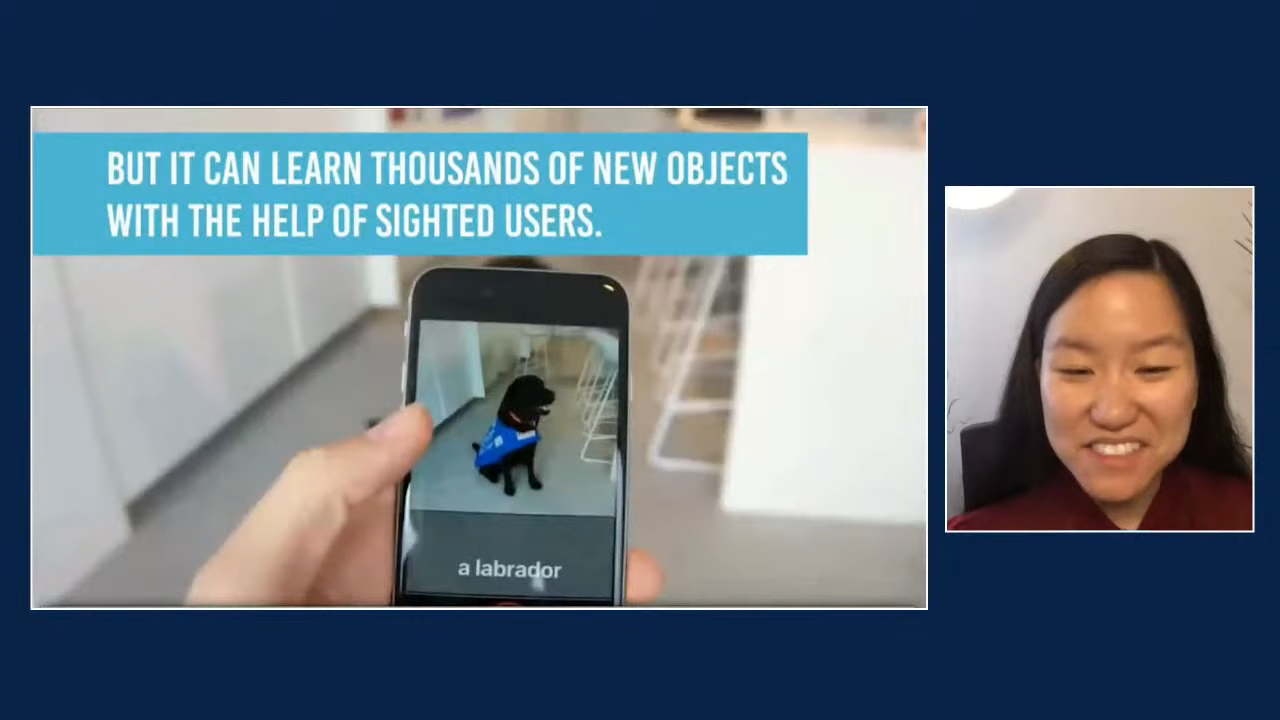 BUT IT CAN LEARN THOUSANDS OF NEW OBJECTS
WITH THE HELP OF SIGHTED USERS.
a labrador